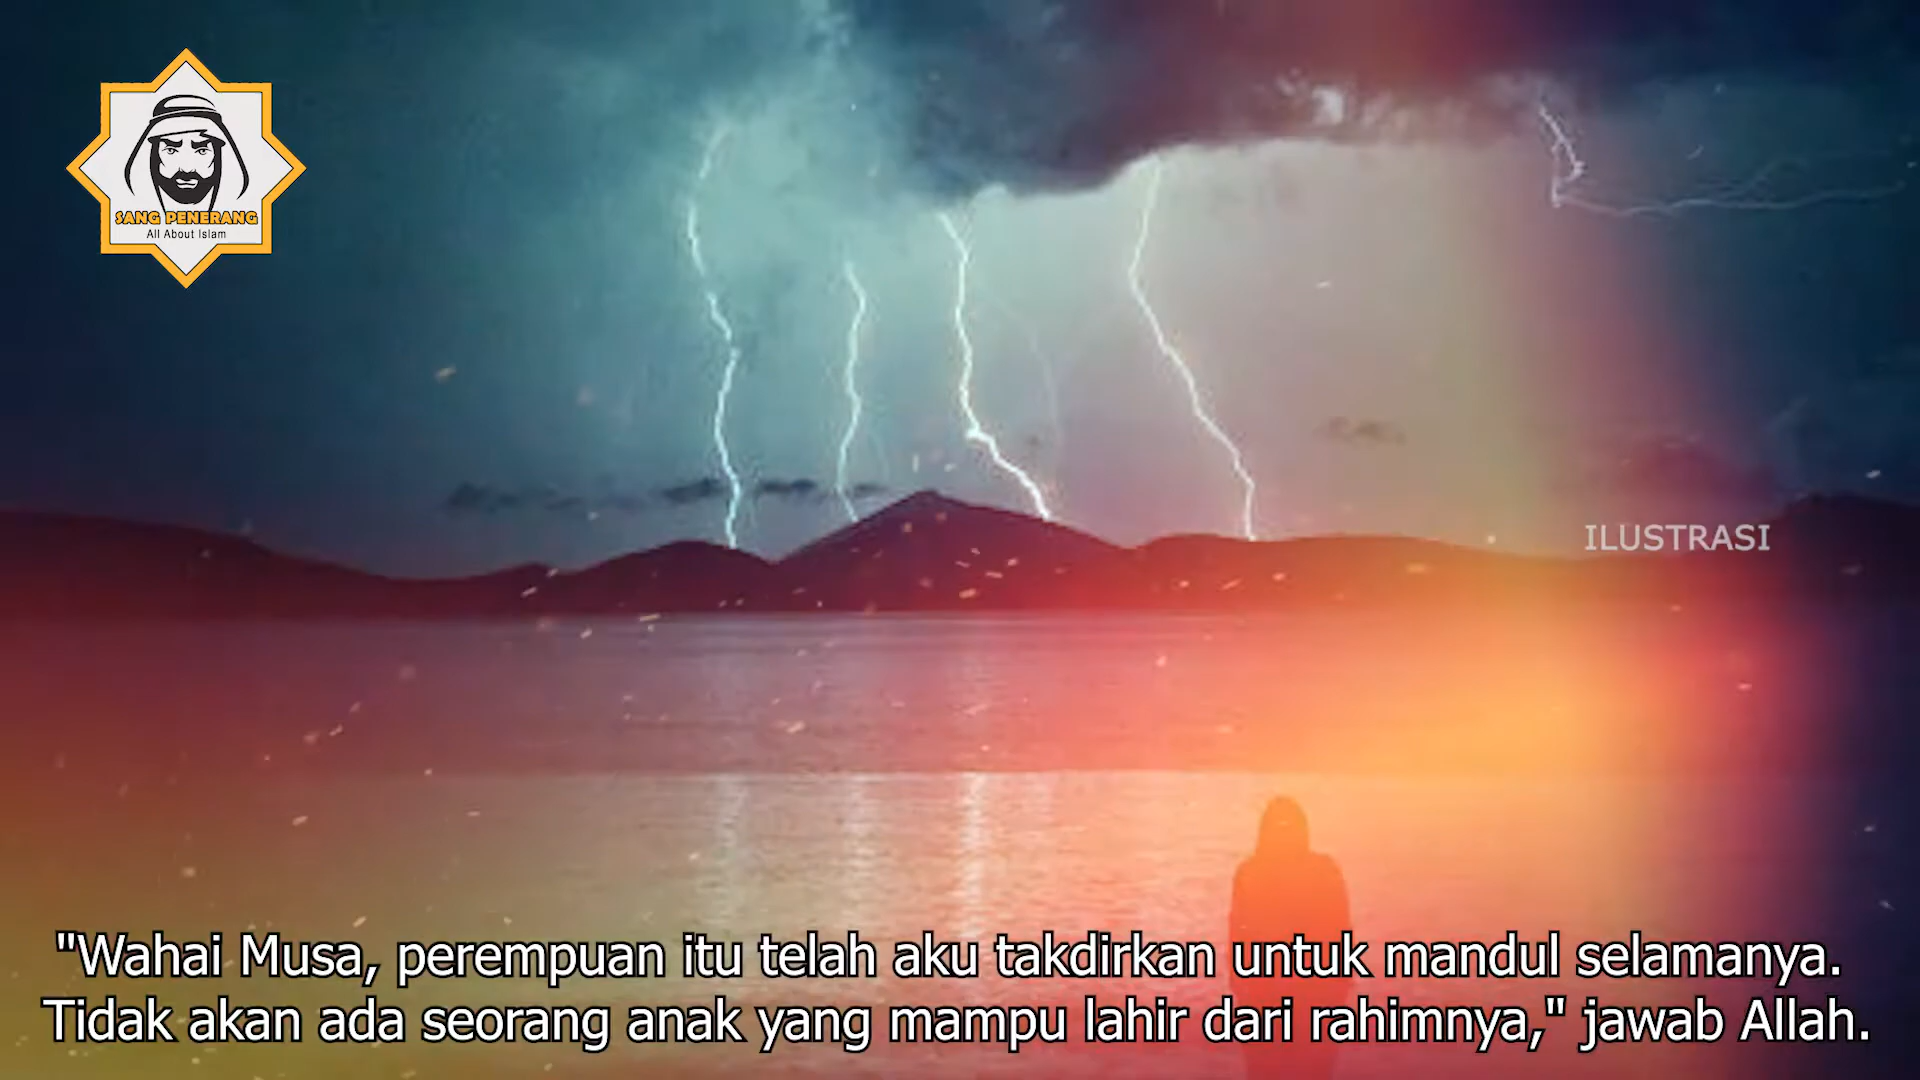 SANG PENERANG
All About Islam
ILUSTRASI
"Wahai Musa, perempuan itu telah aku takdirkan untuk mandul selamanya.
Tidak akan ada seorang anak yang mampu lahir dari rahimnya," jawab Allah.